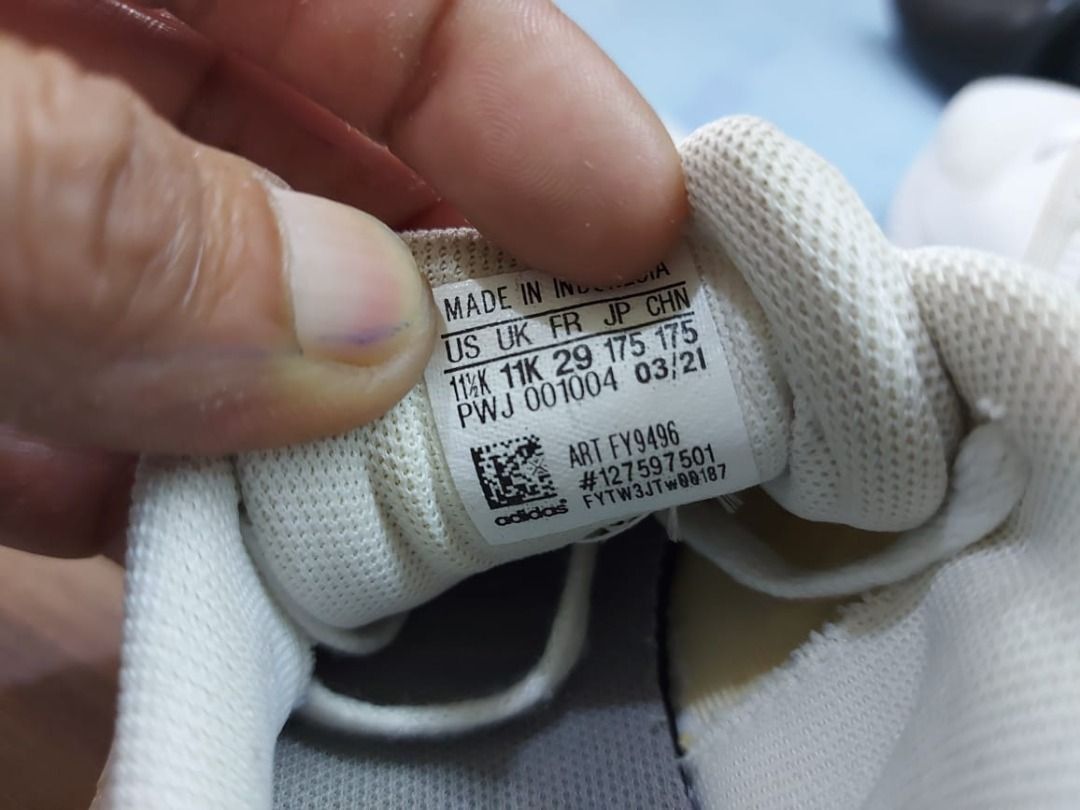 MADE IN INDONESIA
US UK FR JP CHN
11½K 11K 29 175 175
PWJ 001004 03/21
ART FY9496
#127597501
FYTW3JTW00187
adidas